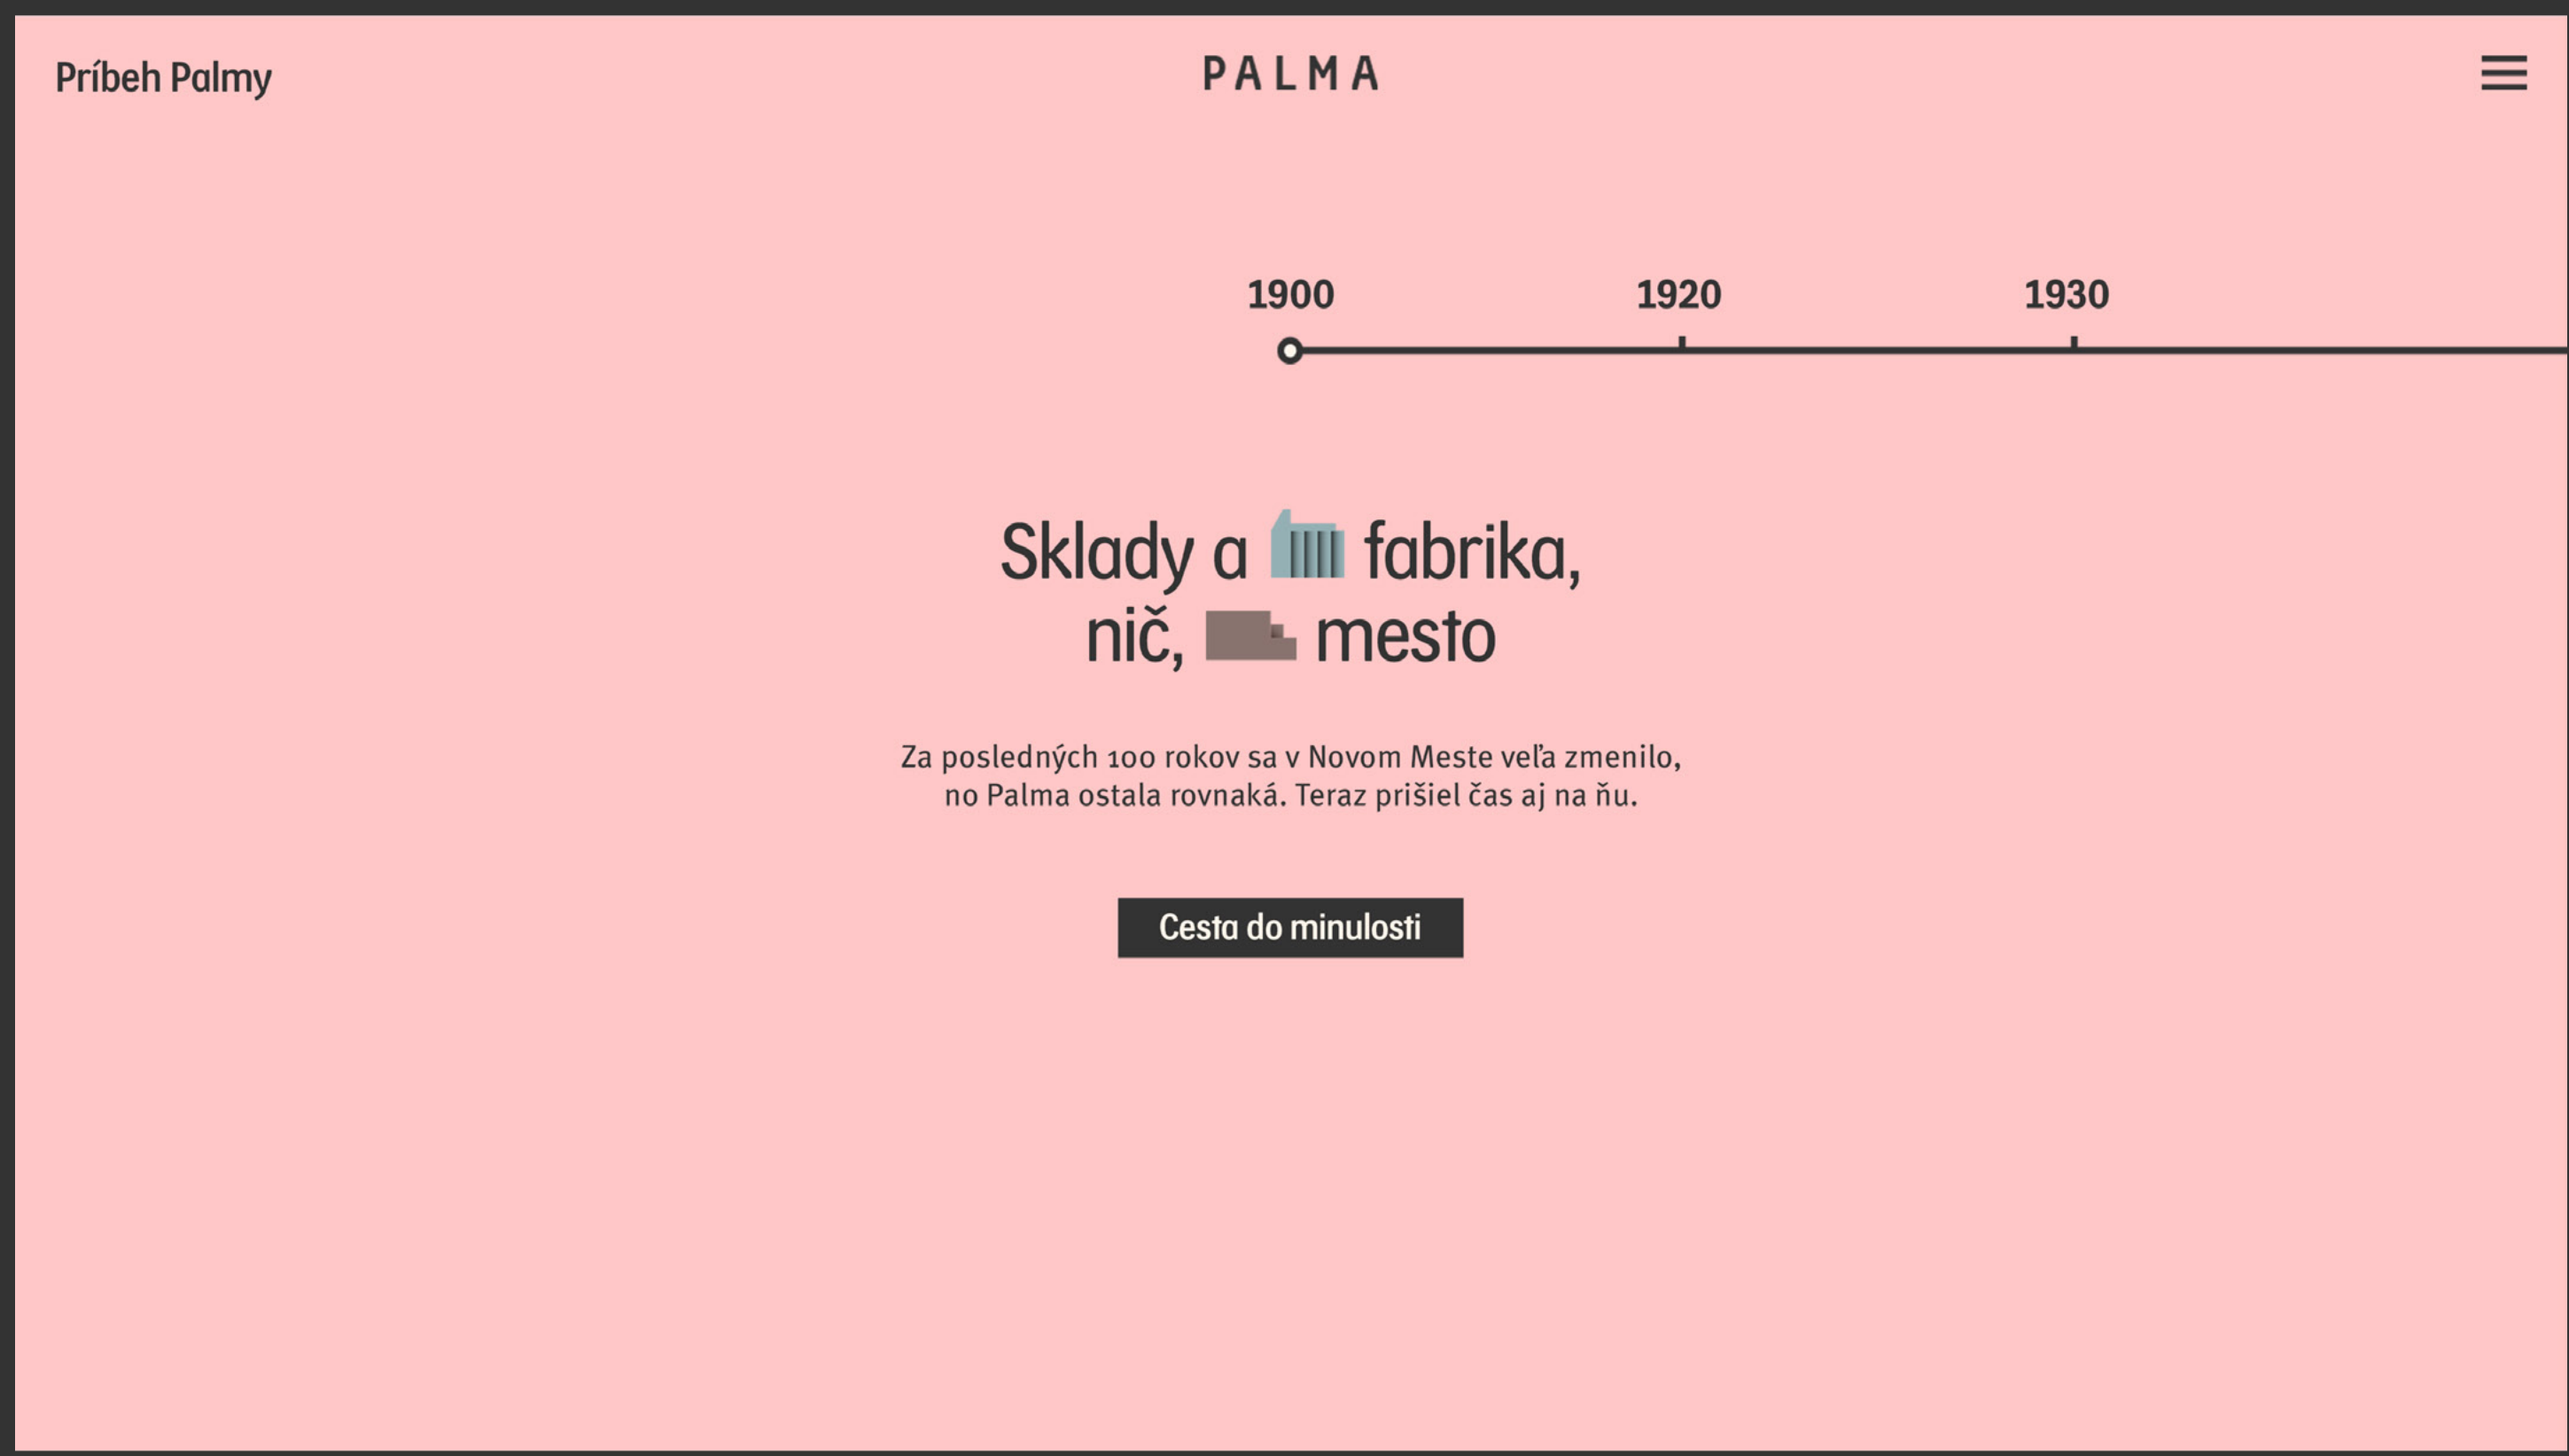 Príbeh Palmy
PALMA
1900 1920 1930
Sklady a fabrika,
nič, mesto
Za posledných 100 rokov sa v Novom Meste veľa zmenilo,
no Palma ostala rovnaká. Teraz prišiel čas aj na ňu.
Cesta do minulosti